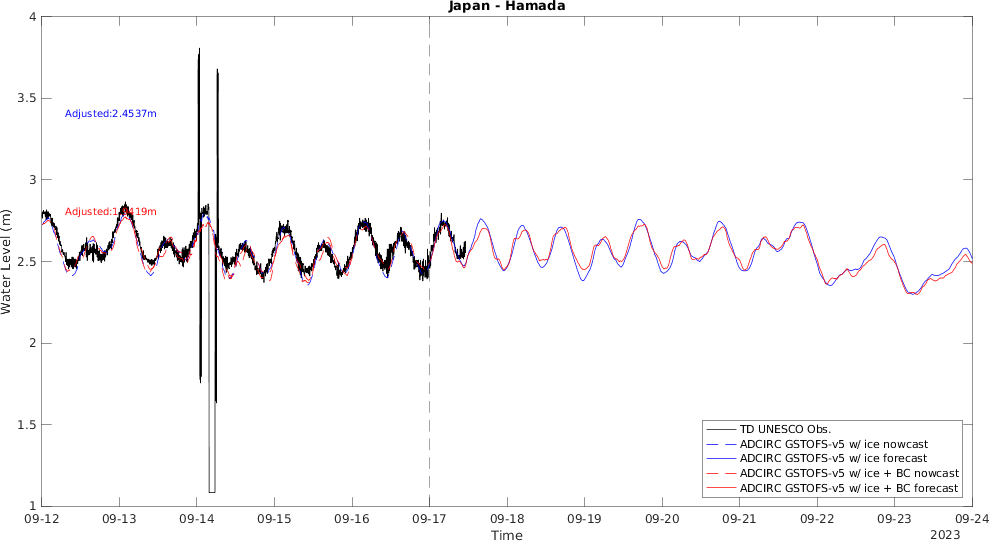 Japan - Hamada
Water Level (m)
4
3.5
3
2.5
2
1.5
1
Adjusted:2.4537m
TD UNESCO Obs.
ADCIRC GSTOFS-v5 w/ ice nowcast
ADCIRC GSTOFS-v5 w/ ice forecast
ADCIRC GSTOFS-v5 w/ ice + BC nowcast
ADCIRC GSTOFS-v5 w/ ice + BC forecast
09-12 09-13 09-14 09-15 09-16 09-17 09-18 09-19 09-20 09-21 09-22 09-23 09-24
Time
2023